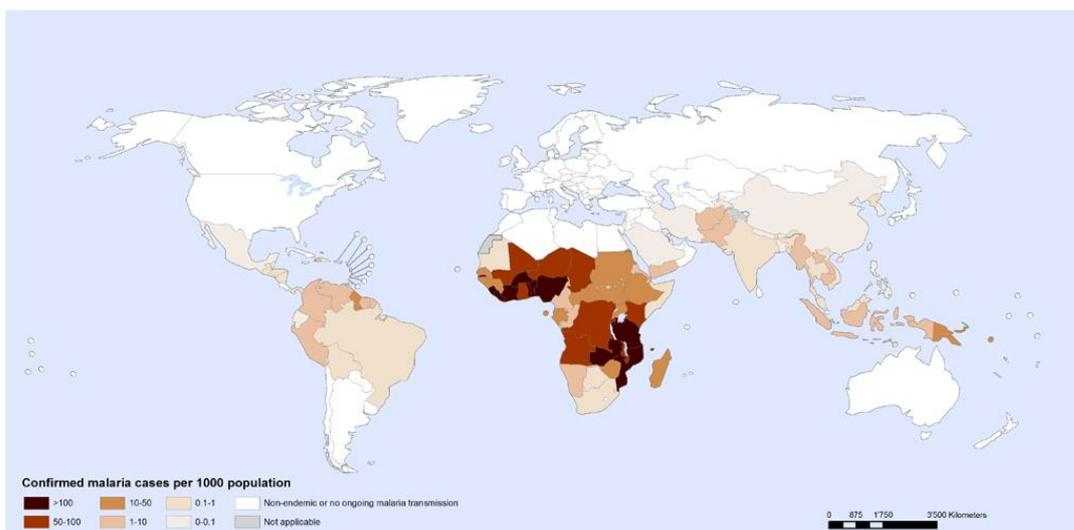 Confirmed malaria cases per 1000 population
>100 10-50 0.1-1 Non-endemic or no ongoing malaria transmission
50-100 1-10 0-0.1 Not applicable
0 875 1'750 3'500 Kilometers